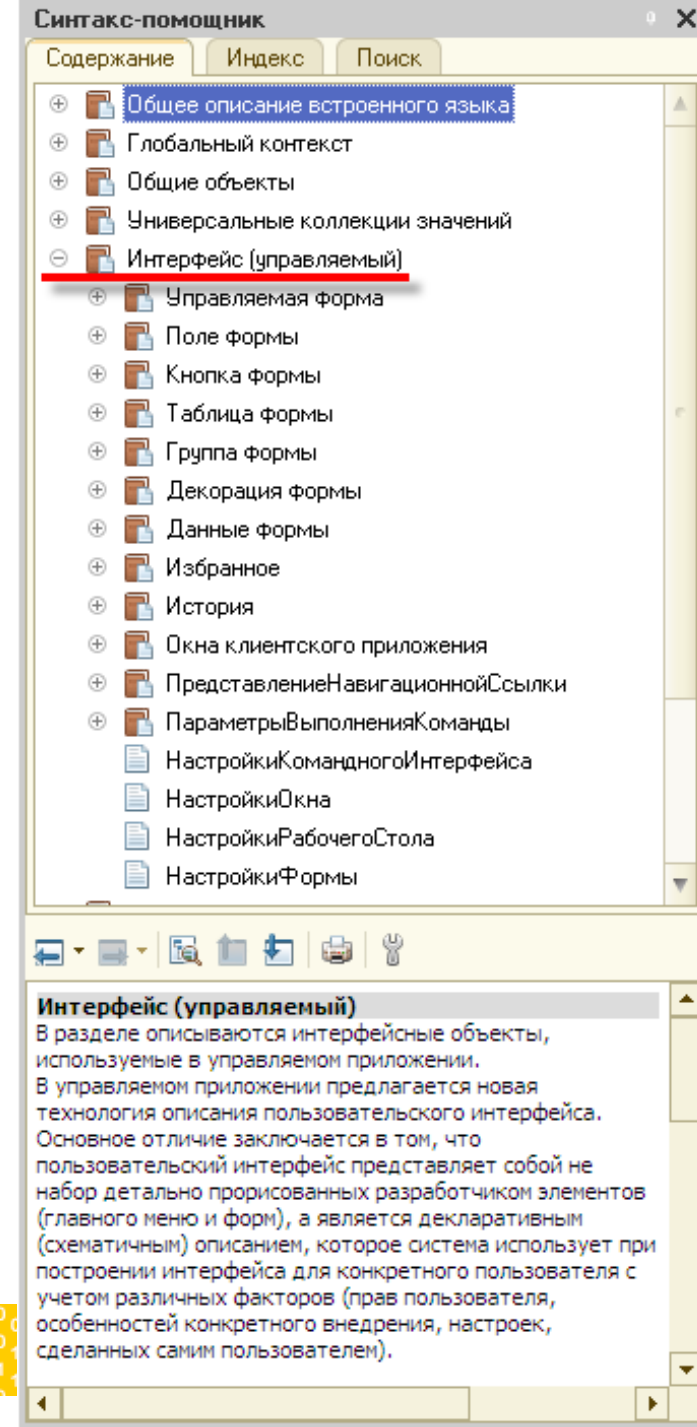 Синтакс-помощник
Содержание
Индекс
Поиск
Общее описание встроенного языка
Глобальный контекст
Общие объекты
Универсальные коллекции значений
Интерфейс (управляемый)
Управляемая форма
Поле формы
Кнопка формы
Таблица формы
Группа формы
Декорация формы
Данные формы
Избранное
История
Окна клиентского приложения
ПредставлениеНавигационнойСсылки
ПараметрыВыполненияКоманды
НастройкиКомандногоИнтерфейса
НастройкиОкна
НастройкиРабочегоСтола
НастройкиФормы
Интерфейс (управляемый)
В разделе описываются интерфейсные объекты,
используемые в управляемом приложении.
В управляемом приложении предлагается новая
технология описания пользовательского интерфейса.
Основное отличие заключается в том, что
пользовательский интерфейс представляет собой не
набор детально прорисованных разработчиком элементов
(главного меню и форм), а является декларативным
(схематичным) описанием, которое система использует при
построении интерфейса для конкретного пользователя с
учетом различных факторов (прав пользователя,
особенностей конкретного внедрения, настроек,
сделанных самим пользователем).